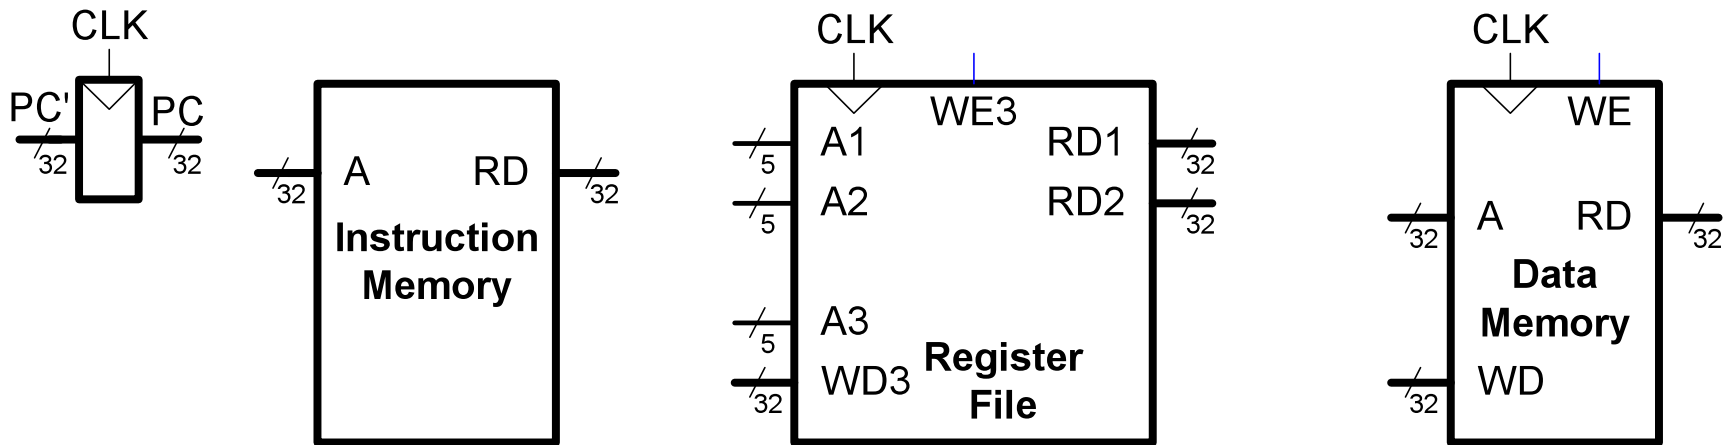 CLK
PC'
PC
32
32
A
RD
32
32
Instruction
Memory
CLK
WE3
A1
RD1
5
32
A2
RD2
5
32
A3
5
WD3
32
Register
File
CLK
WE
A
RD
32
32
Data
Memory
WD
32